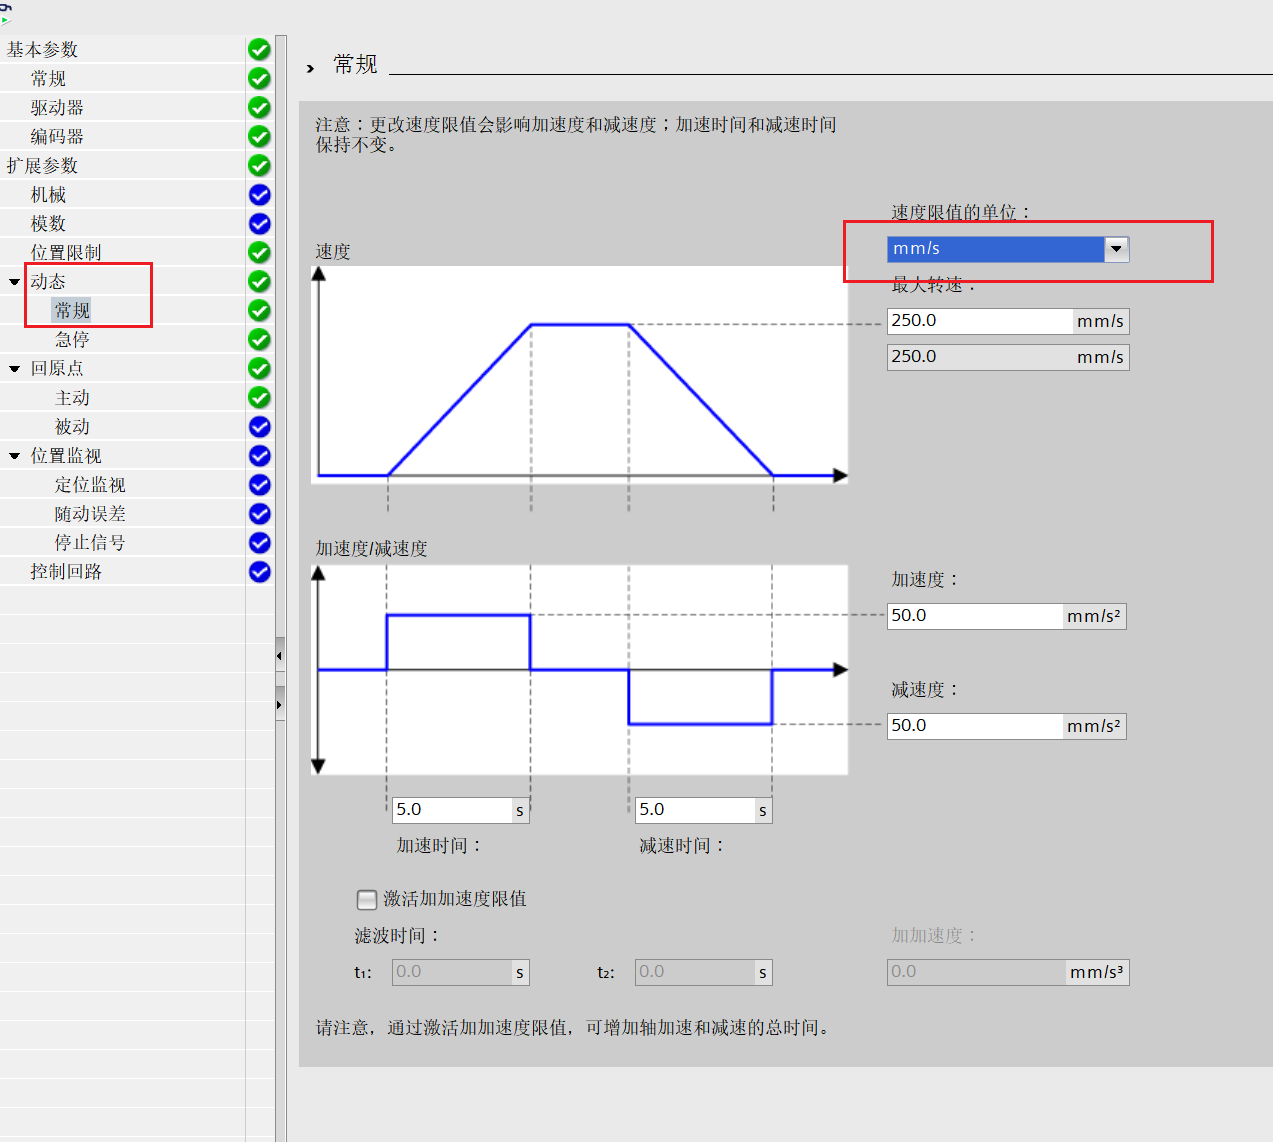 基本参数
常规
驱动器
编码器
扩展参数
机械
模数
位置限制
动态
常规
急停
回原点
主动
被动
位置监视
定位监视
随动误差
停止信号
控制回路
常规
注意：更改速度限值会影响加速度和减速度；加速时间和减速时间
保持不变。
速度限值的单位：
mm/s
速度
最大转速：
250.0 mm/s
250.0 mm/s
加速度/减速度
加速度：
50.0 mm/s²
减速度：
50.0 mm/s²
5.0 s
5.0 s
加速时间：
减速时间：
激活加加速度限值
滤波时间：
加加速度：
t₁: 0.0 s
t₂: 0.0 s
0.0 mm/s³
请注意，通过激活加加速度限值，可增加轴加速和减速的总时间。